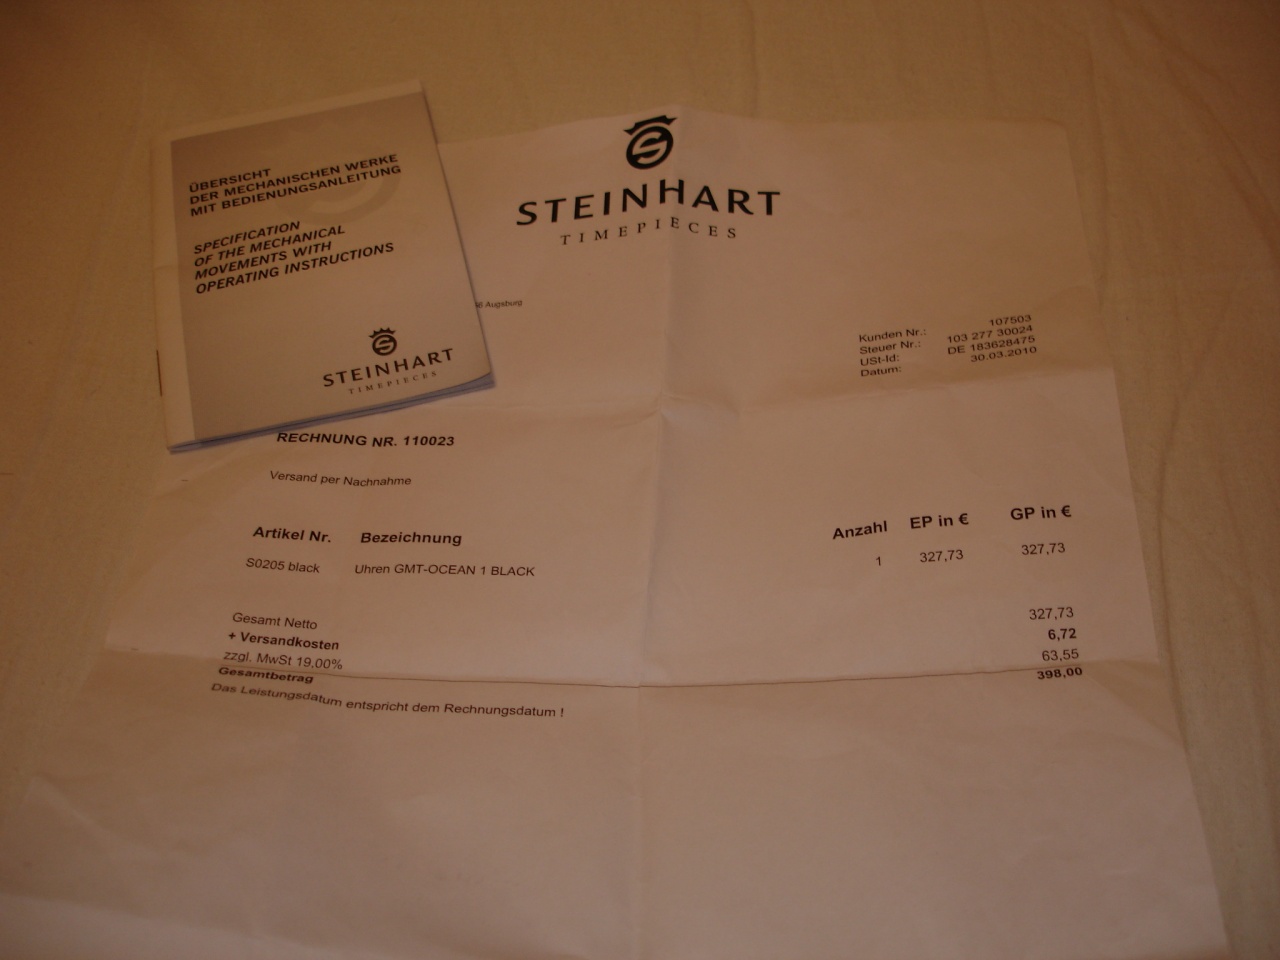 ÜBERSICHT
DER MECHANISCHEN WERKE
MIT BEDIENUNGSANLEITUNG
SPECIFICATION
OF THE MECHANICAL
MOVEMENTS WITH
OPERATING INSTRUCTIONS
STEINHART
TIMEPIECES
STEINHART
TIMEPIECES
Augsburg
Kunden Nr.: 107503
Steuer Nr.: 103 277 30024
USt-Id: DE 183628475
Datum: 30.03.2010
RECHNUNG NR. 110023
Versand per Nachnahme
Artikel Nr. Bezeichnung Anzahl EP in € GP in €
S0205 black Uhren GMT-OCEAN 1 BLACK 1 327,73 327,73
Gesamt Netto 327,73
+ Versandkosten 6,72
zzgl. MwSt 19,00% 63,55
Gesamtbetrag 398,00
Das Leistungsdatum entspricht dem Rechnungsdatum !